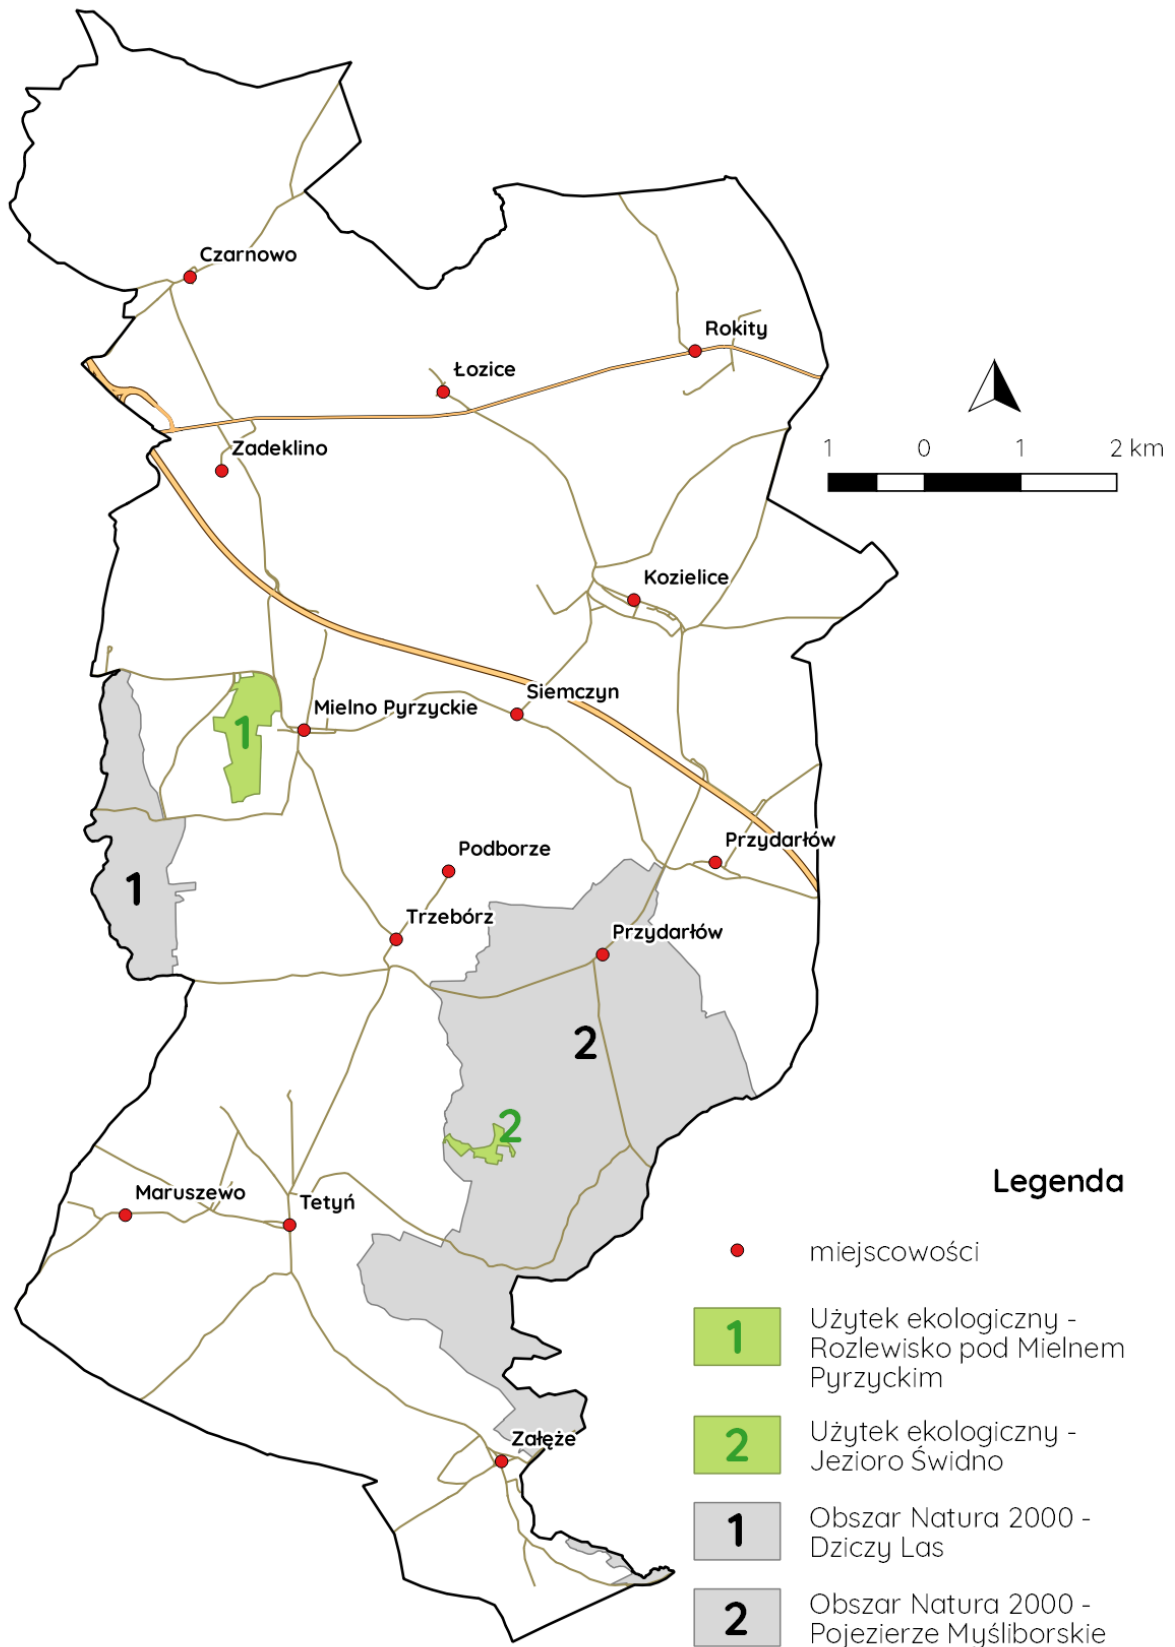 Czarnowo
Rokity
Łozice
Zadeklino
1 0 1 2 km
Kozielice
Siemczyn
Mielno Pyrzyckie
1
Przydarłów
Podborze
1
Trzebórz
Przydarłów
2
2
Legenda
Maruszewo
Tetyń
miejscowości
1
Użytek ekologiczny -
Rozlewisko pod Mielnem
Pyrzyckim
2
Użytek ekologiczny -
Jezioro Świdno
Załęże
1
Obszar Natura 2000 -
Dziczy Las
2
Obszar Natura 2000 -
Pojezierze Myśliborskie